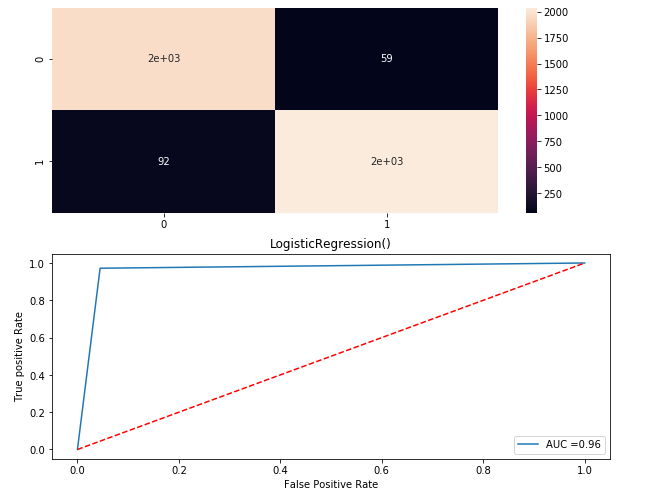 2e+03 59
92 2e+03
0
1
0 1
2000
1750
1500
1250
1000
750
500
250
LogisticRegression()
True positive Rate
1.0
0.8
0.6
0.4
0.2
0.0
AUC =0.96
0.0 0.2 0.4 0.6 0.8 1.0
False Positive Rate